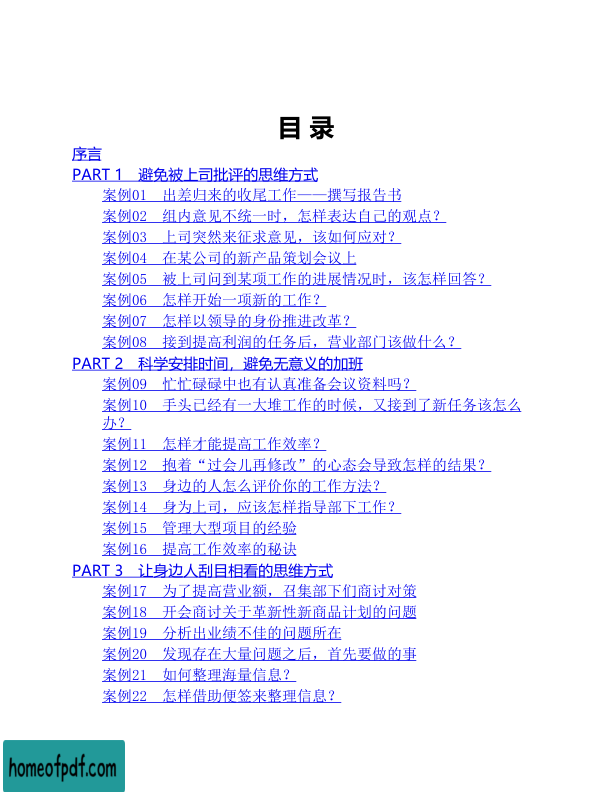 目 录
序言
PART 1 避免被上司批评的思维方式
案例01 出差归来的收尾工作——撰写报告书
案例02 组内意见不统一时，怎样表达自己的观点？
案例03 上司突然来征求意见，该如何应对？
案例04 在某公司的新产品策划会议上
案例05 被上司问到某项工作的进展情况时，该怎样回答？
案例06 怎样开始一项新的工作？
案例07 怎样以领导的身份推进改革？
案例08 接到提高利润的任务后，营业部门该做什么？
PART 2 科学安排时间，避免无意义的加班
案例09 忙忙碌碌中也有认真准备会议资料吗？
案例10 手头已经有一大堆工作的时候，又接到了新任务该怎么
办？
案例11 怎样才能提高工作效率？
案例12 抱着“过会儿再修改”的心态会导致怎样的结果？
案例13 身边的人怎么评价你的工作方法？
案例14 身为上司，应该怎样指导部下工作？
案例15 管理大型项目的经验
案例16 提高工作效率的秘诀
PART 3 让身边人刮目相看的思维方式
案例17 为了提高营业额，召集部下们商讨对策
案例18 开会商讨关于革新性新商品计划的问题
案例19 分析出业绩不佳的问题所在
案例20 发现存在大量问题之后，首先要做的事
案例21 如何整理海量信息？
案例22 怎样借助便签来整理信息？
homeofpdf.com